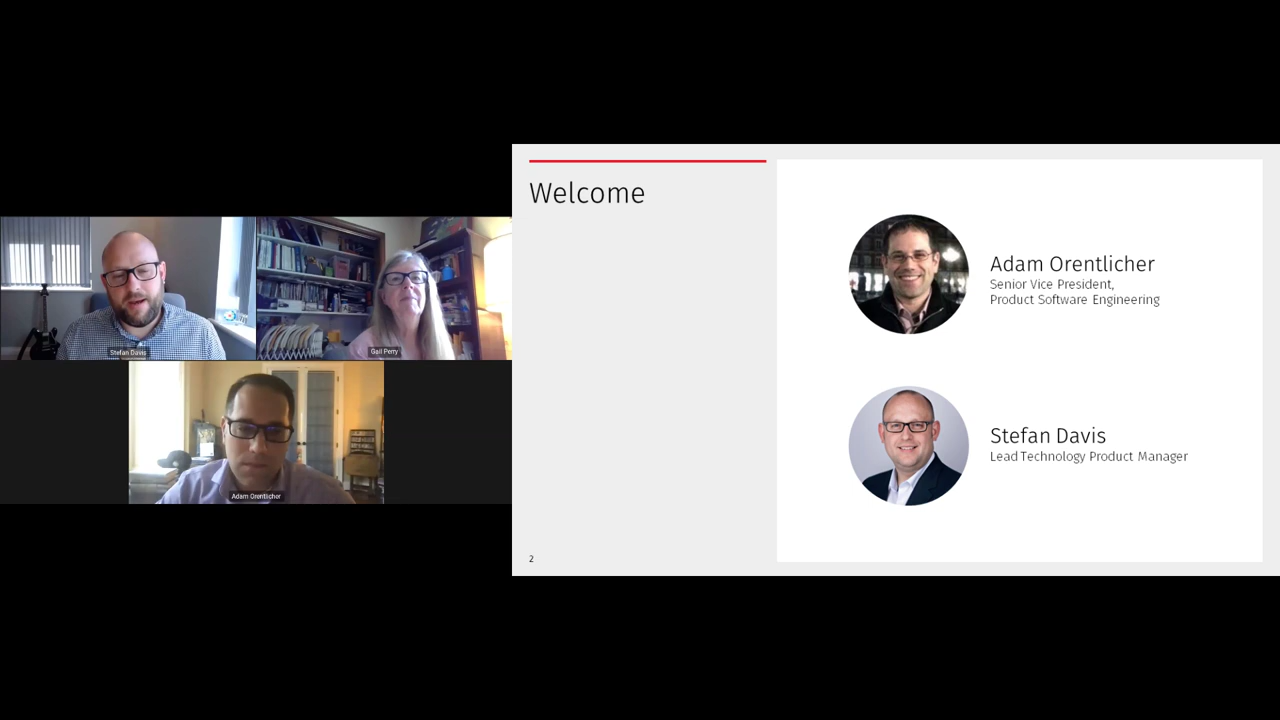 Stefan Davis
Gail Perry
Adam Orentlicher
Welcome
Adam Orentlicher
Senior Vice President,
Product Software Engineering
Stefan Davis
Lead Technology Product Manager
2